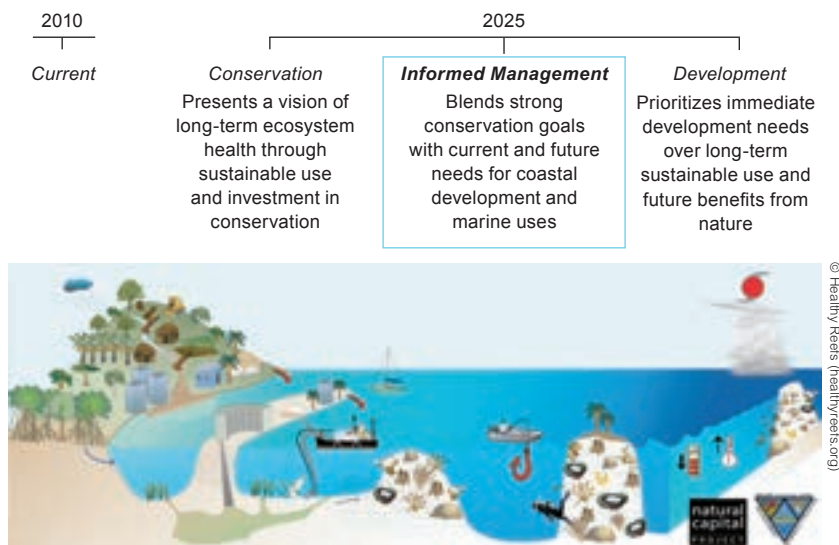 2010
2025
Current
Conservation
Presents a vision of
long-term ecosystem
health through
sustainable use
and investment in
conservation
Informed Management
Blends strong
conservation goals
with current and future
needs for coastal
development and
marine uses
Development
Prioritizes immediate
development needs
over long-term
sustainable use and
future benefits from
nature
© Healthy Reefs (healthyreefs.org)
natural
capital
PROJECT